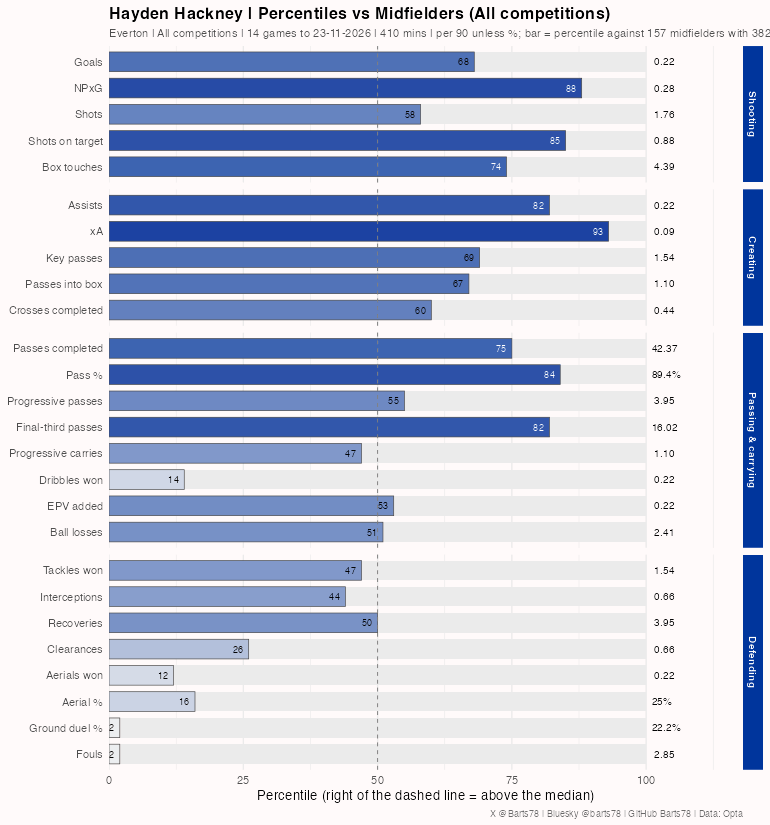 Hayden Hackney | Percentiles vs Midfielders (All competitions)
Everton | All competitions | 14 games to 23-11-2026 | 410 mins | per 90 unless %; bar = percentile against 157 midfielders with 382
Goals 68 0.22
NPxG 88 0.28
Shots 58 1.76
Shots on target 85 0.88
Box touches 74 4.39
Shooting
Assists 82 0.22
xA 93 0.09
Key passes 69 1.54
Passes into box 67 1.10
Crosses completed 60 0.44
Creating
Passes completed 75 42.37
Pass % 84 89.4%
Progressive passes 55 3.95
Final-third passes 82 16.02
Progressive carries 47 1.10
Dribbles won 14 0.22
EPV added 53 0.22
Ball losses 51 2.41
Passing & carrying
Tackles won 47 1.54
Interceptions 44 0.66
Recoveries 50 3.95
Clearances 26 0.66
Aerials won 12 0.22
Aerial % 16 25%
Ground duel % 2 22.2%
Fouls 2 2.85
Defending
0 25 50 75 100
Percentile (right of the dashed line = above the median)
X @Barts78 | Bluesky @barts78 | GitHub Barts78 | Data: Opta